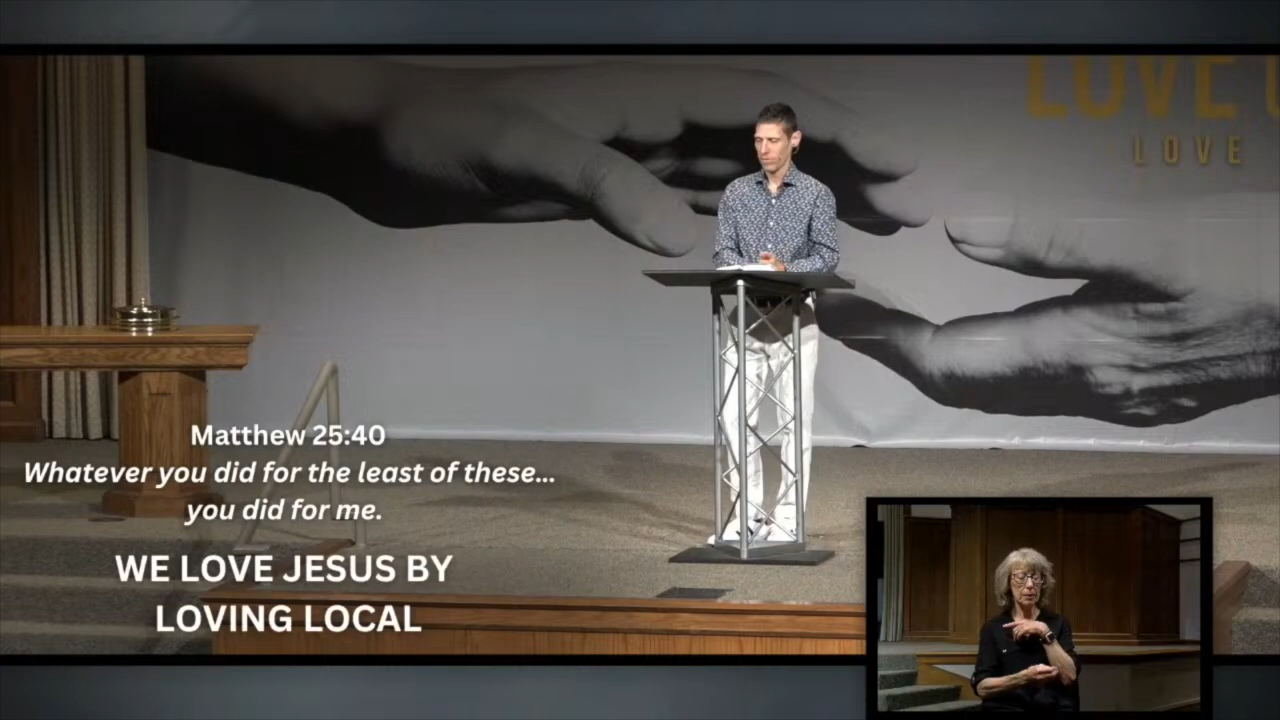 LOVE
LOVE
Matthew 25:40
Whatever you did for the least of these...
you did for me.
WE LOVE JESUS BY
LOVING LOCAL